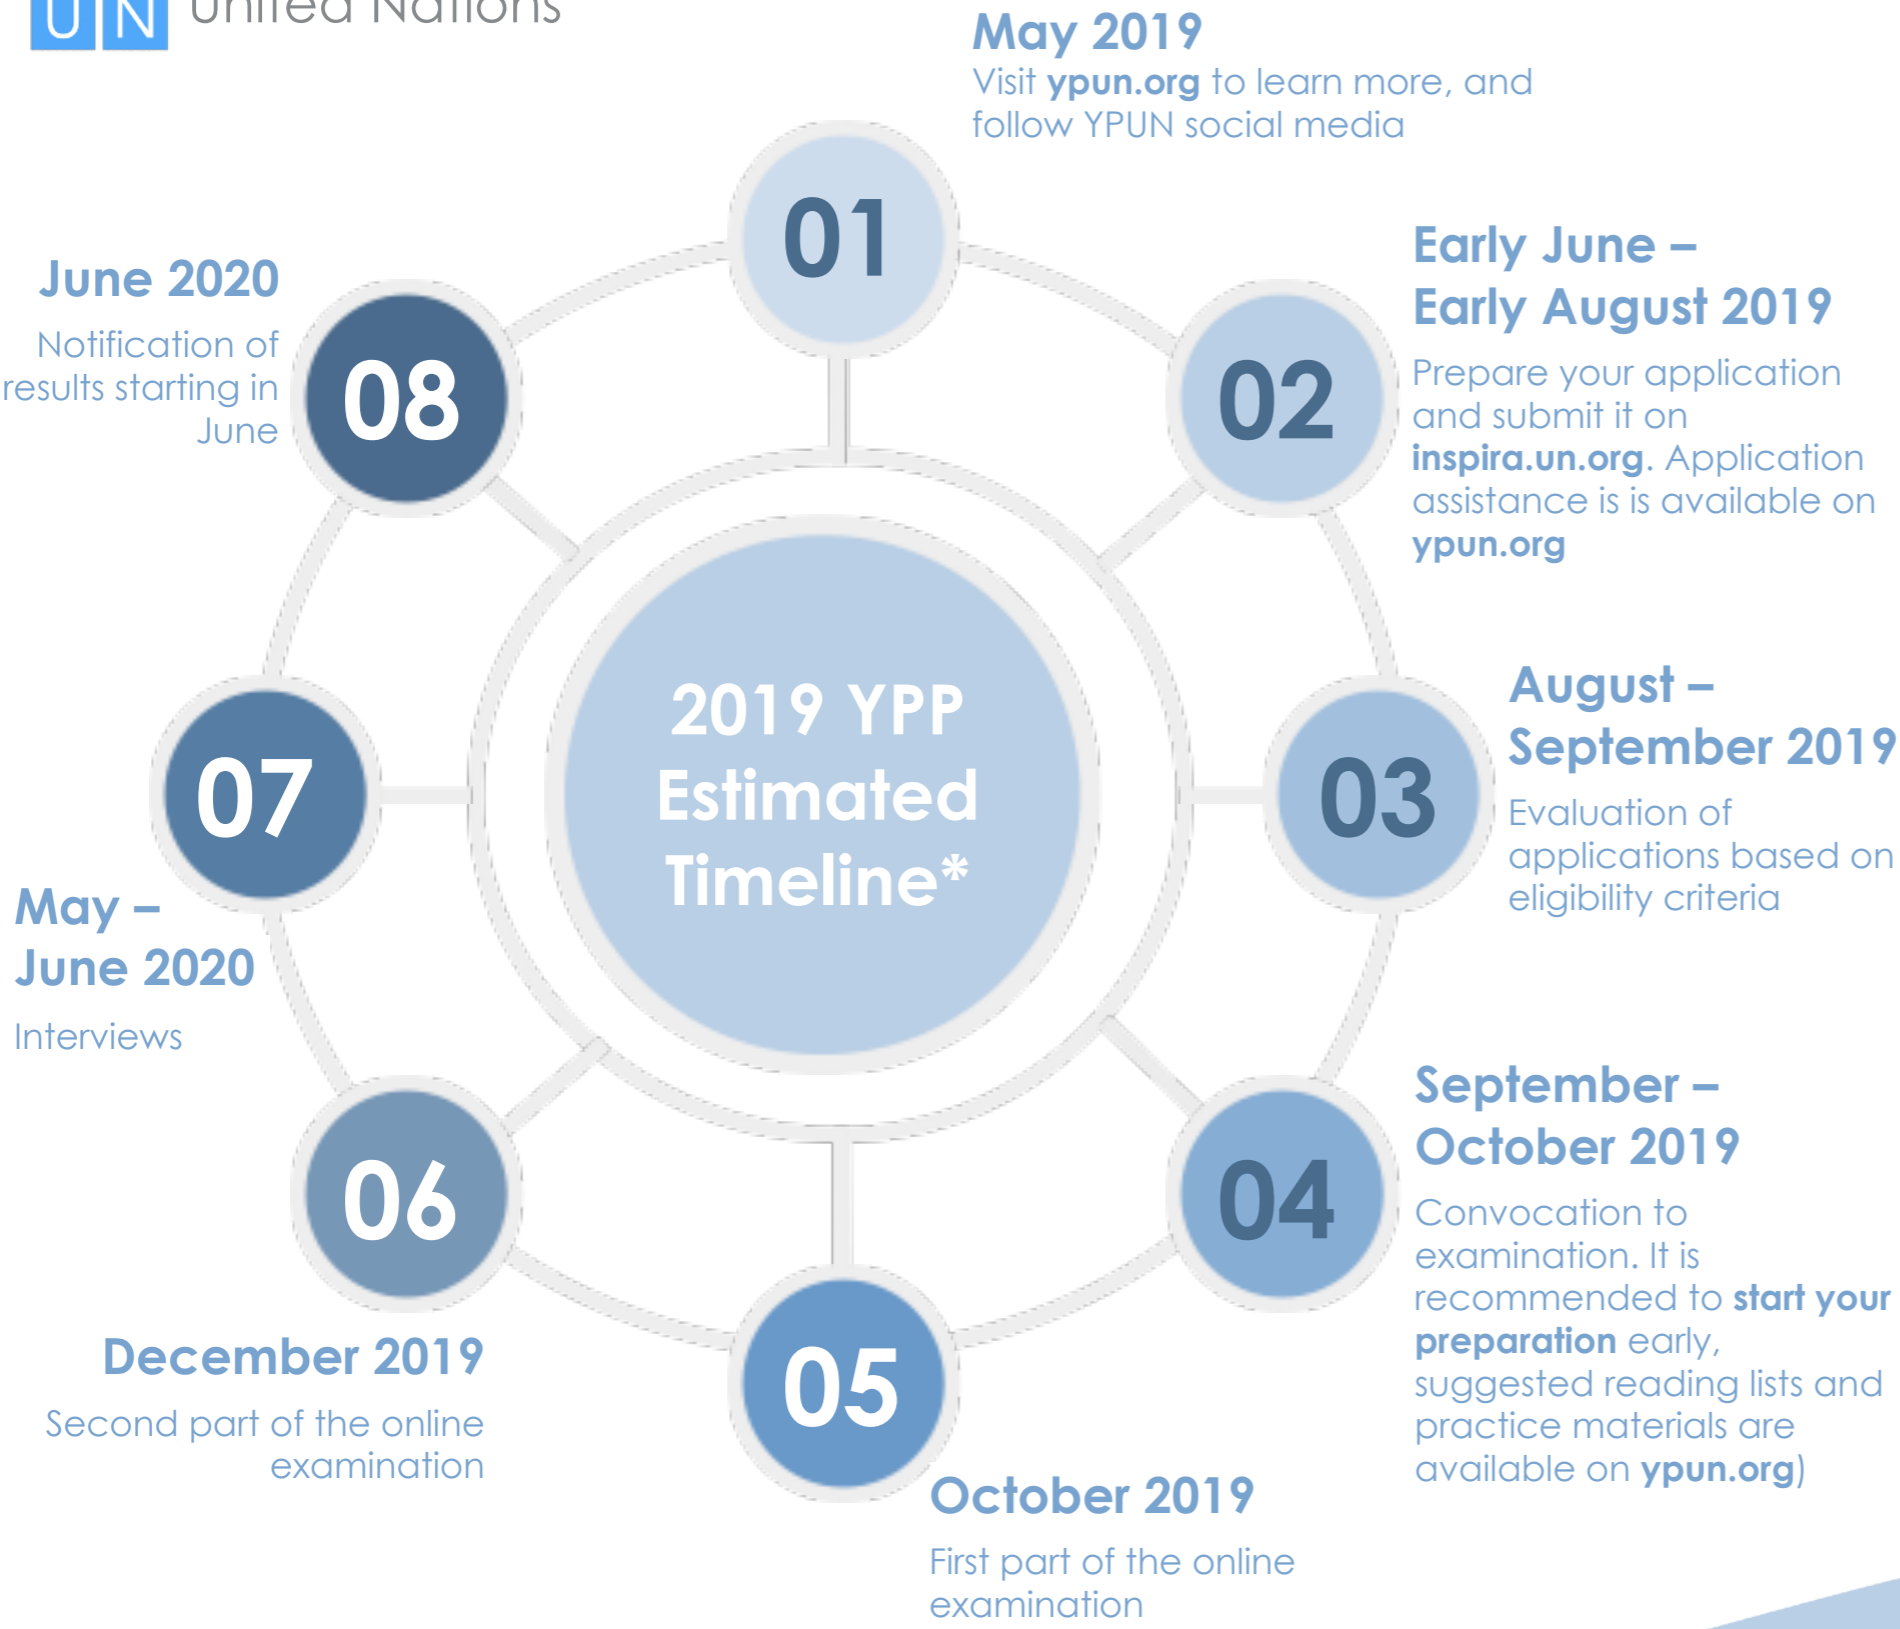 UN United Nations
01
May 2019
Visit ypun.org to learn more, and
follow YPUN social media
02
Early June –
Early August 2019
Prepare your application
and submit it on
inspira.un.org. Application
assistance is is available on
ypun.org
03
August –
September 2019
Evaluation of
applications based on
eligibility criteria
04
September –
October 2019
Convocation to
examination. It is
recommended to start your
preparation early,
suggested reading lists and
practice materials are
available on ypun.org)
05
October 2019
First part of the online
examination
06
December 2019
Second part of the online
examination
07
May –
June 2020
Interviews
08
June 2020
Notification of
results starting in
June
2019 YPP
Estimated
Timeline*